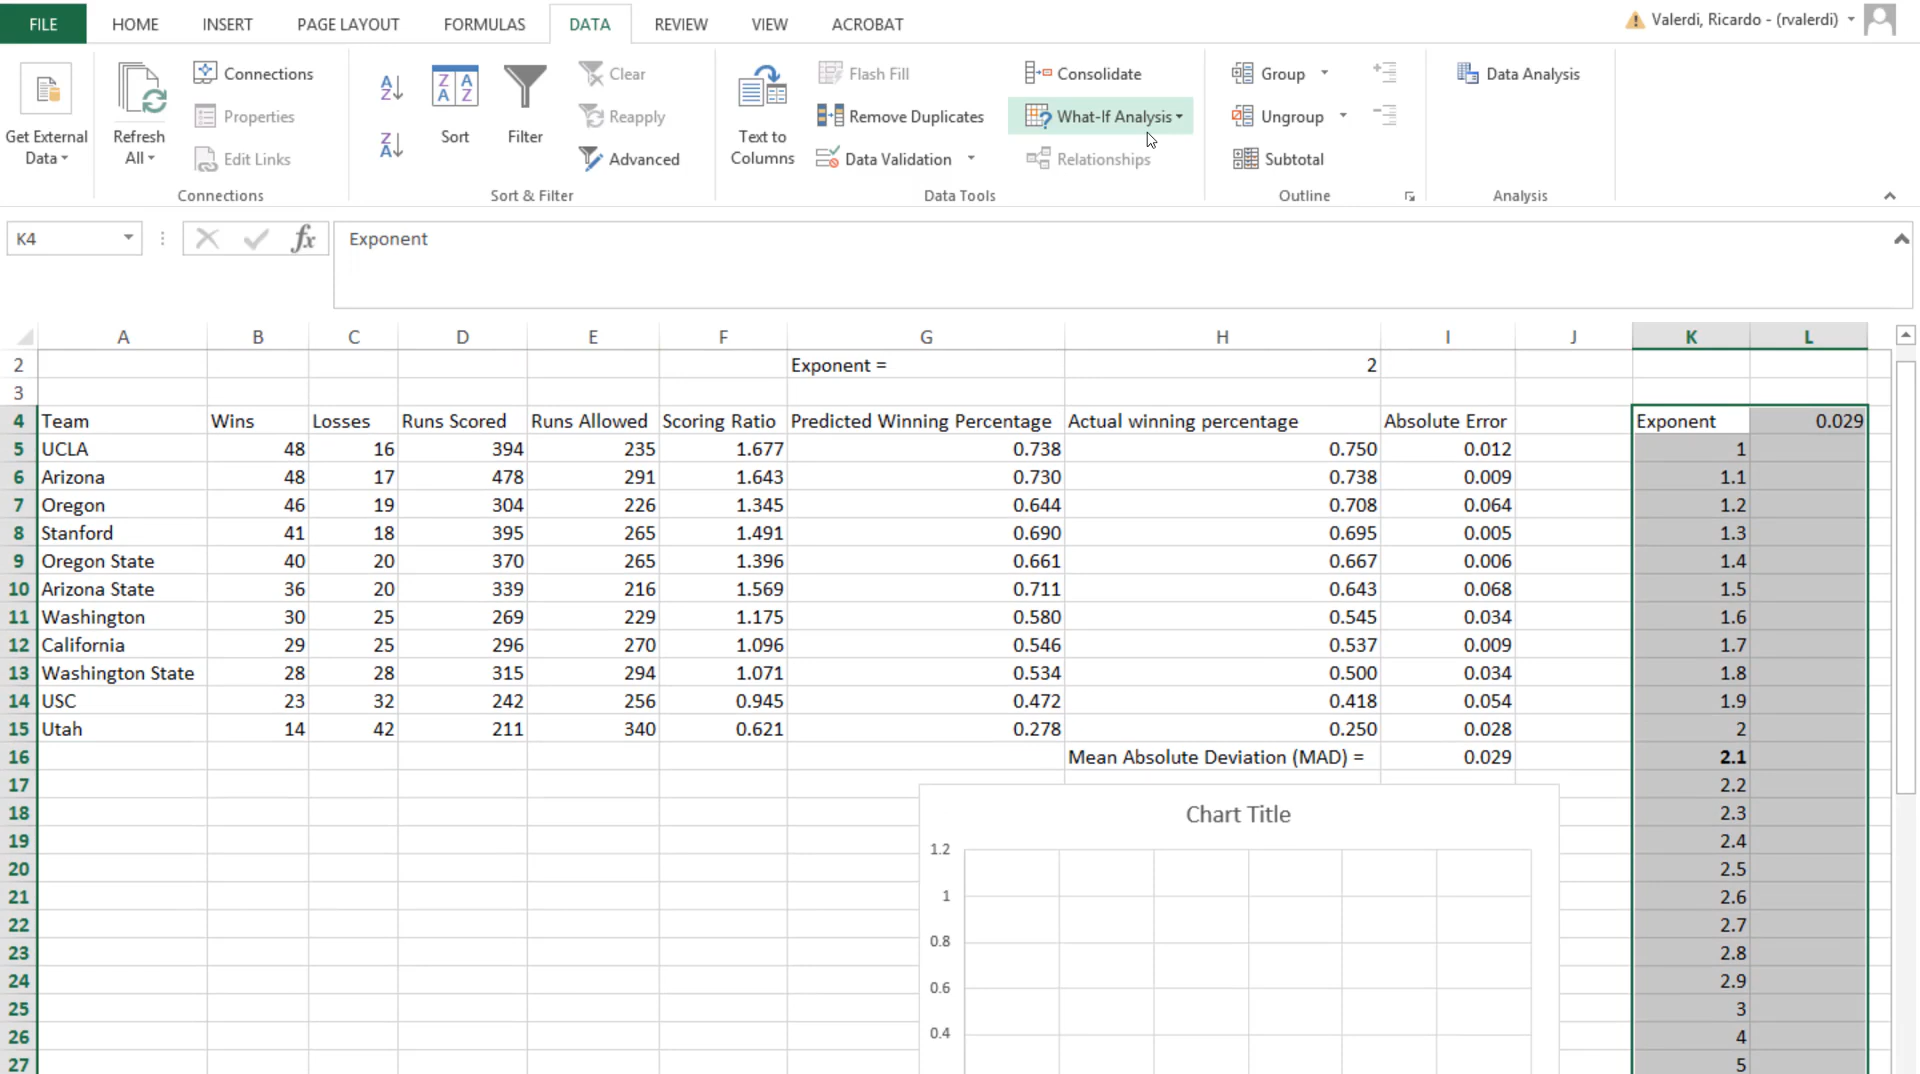 FILE HOME INSERT PAGE LAYOUT FORMULAS DATA REVIEW VIEW ACROBAT Valerdi, Ricardo - (rvalerdi)
Get External Data
Refresh All
Connections
Properties
Edit Links
Connections
Sort
Filter
Clear
Reapply
Advanced
Sort & Filter
Text to Columns
Flash Fill
Remove Duplicates
Data Validation
Consolidate
What-If Analysis
Relationships
Data Tools
Group
Ungroup
Subtotal
Outline
Data Analysis
Analysis
K4 fx Exponent
A B C D E F G H I J K L
2 Exponent = 2
3
4 Team Wins Losses Runs Scored Runs Allowed Scoring Ratio Predicted Winning Percentage Actual winning percentage Absolute Error Exponent 0.029
5 UCLA 48 16 394 235 1.677 0.738 0.750 0.012 1
6 Arizona 48 17 478 291 1.643 0.730 0.738 0.009 1.1
7 Oregon 46 19 304 226 1.345 0.644 0.708 0.064 1.2
8 Stanford 41 18 395 265 1.491 0.690 0.695 0.005 1.3
9 Oregon State 40 20 370 265 1.396 0.661 0.667 0.006 1.4
10 Arizona State 36 20 339 216 1.569 0.711 0.643 0.068 1.5
11 Washington 30 25 269 229 1.175 0.580 0.545 0.034 1.6
12 California 29 25 296 270 1.096 0.546 0.537 0.009 1.7
13 Washington State 28 28 315 294 1.071 0.534 0.500 0.034 1.8
14 USC 23 32 242 256 0.945 0.472 0.418 0.054 1.9
15 Utah 14 42 211 340 0.621 0.278 0.250 0.028 2
16 Mean Absolute Deviation (MAD) = 0.029 2.1
17 2.2
18 Chart Title 2.3
19 1.2 2.4
20 2.5
21 1 2.6
22 2.7
23 0.8 2.8
24 2.9
25 0.6 3
26 0.4 4
27 5